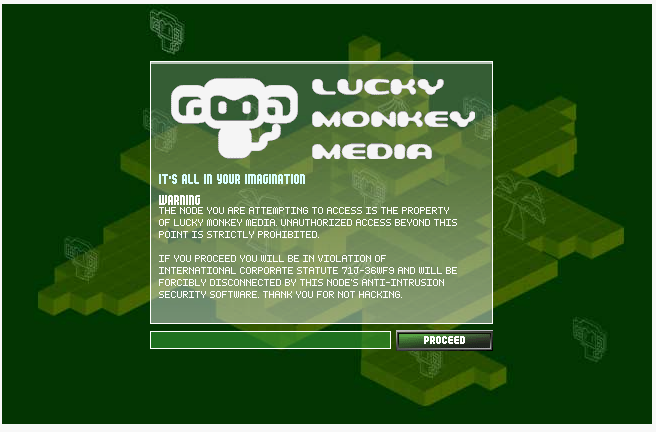 LUCKY
MONKEY
MEDIA
IT'S ALL IN YOUR IMAGINATION
WARNING
THE NODE YOU ARE ATTEMPTING TO ACCESS IS THE PROPERTY
OF LUCKY MONKEY MEDIA. UNAUTHORIZED ACCESS BEYOND THIS
POINT IS STRICTLY PROHIBITED.
IF YOU PROCEED YOU WILL BE IN VIOLATION OF
INTERNATIONAL CORPORATE STATUTE 71J-36WF9 AND WILL BE
FORCIBLY DISCONNECTED BY THIS NODE'S ANTI-INTRUSION
SECURITY SOFTWARE. THANK YOU FOR NOT HACKING.
PROCEED